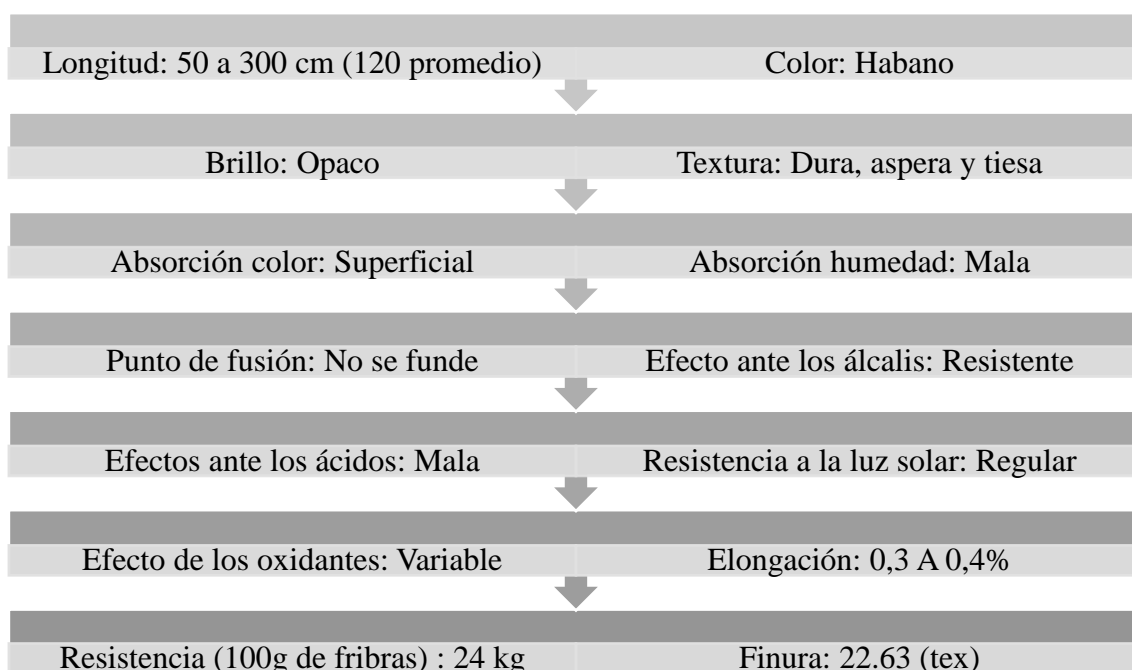 Longitud: 50 a 300 cm (120 promedio)
Color: Habano
Brillo: Opaco
Textura: Dura, aspera y tiesa
Absorción color: Superficial
Absorción humedad: Mala
Punto de fusión: No se funde
Efecto ante los álcalis: Resistente
Efectos ante los ácidos: Mala
Resistencia a la luz solar: Regular
Efecto de los oxidantes: Variable
Elongación: 0,3 A 0,4%
Resistencia (100g de fribras) : 24 kg
Finura: 22.63 (tex)